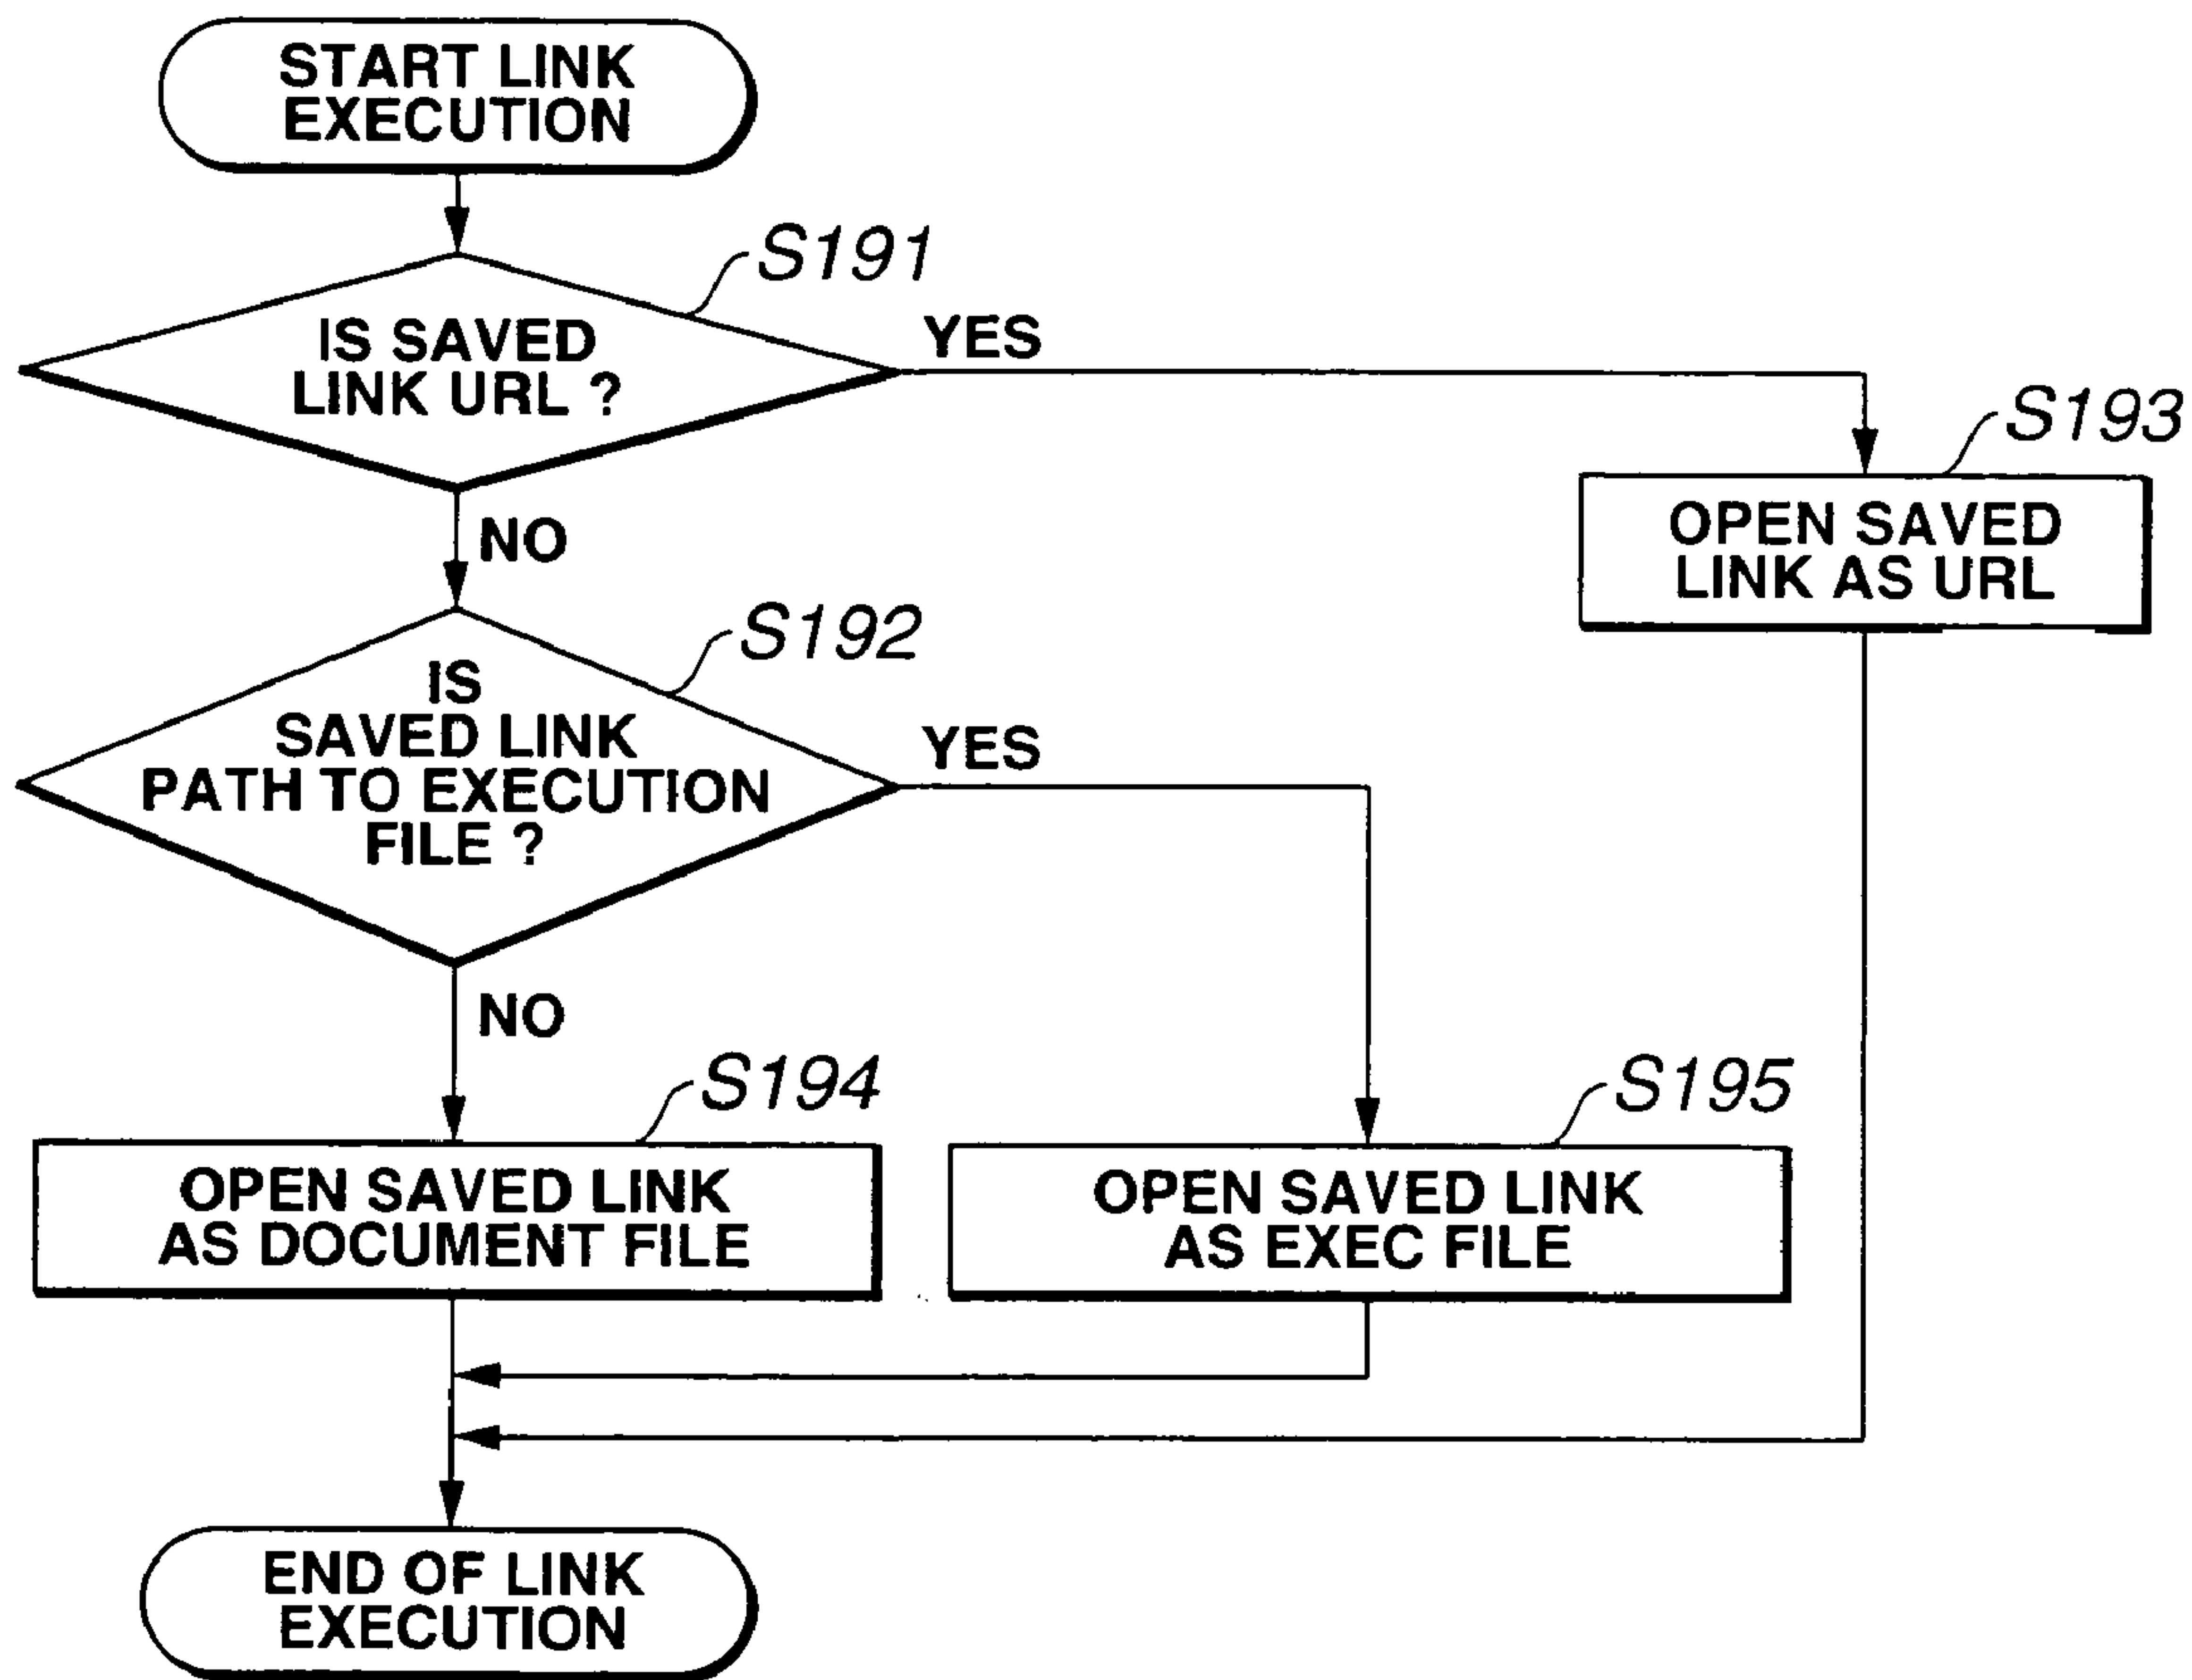 START LINK
EXECUTION
S191
IS SAVED
LINK URL ?
YES
S193
OPEN SAVED
LINK AS URL
NO
S192
IS
SAVED LINK
PATH TO EXECUTION
FILE ?
YES
NO
S194
OPEN SAVED LINK
AS DOCUMENT FILE
S195
OPEN SAVED LINK
AS EXEC FILE
END OF LINK
EXECUTION